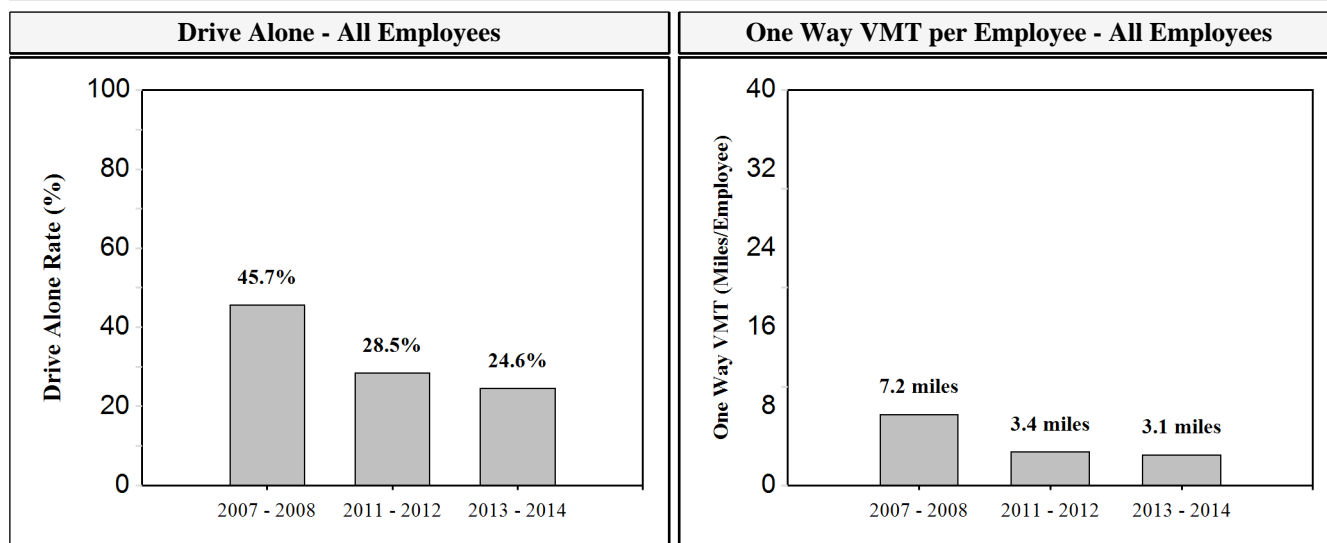 Drive Alone - All Employees
One Way VMT per Employee - All Employees
Drive Alone Rate (%)
100
80
60
40
20
0
45.7%
28.5%
24.6%
2007 - 2008
2011 - 2012
2013 - 2014
One Way VMT (Miles/Employee)
40
32
24
16
8
0
7.2 miles
3.4 miles
3.1 miles
2007 - 2008
2011 - 2012
2013 - 2014